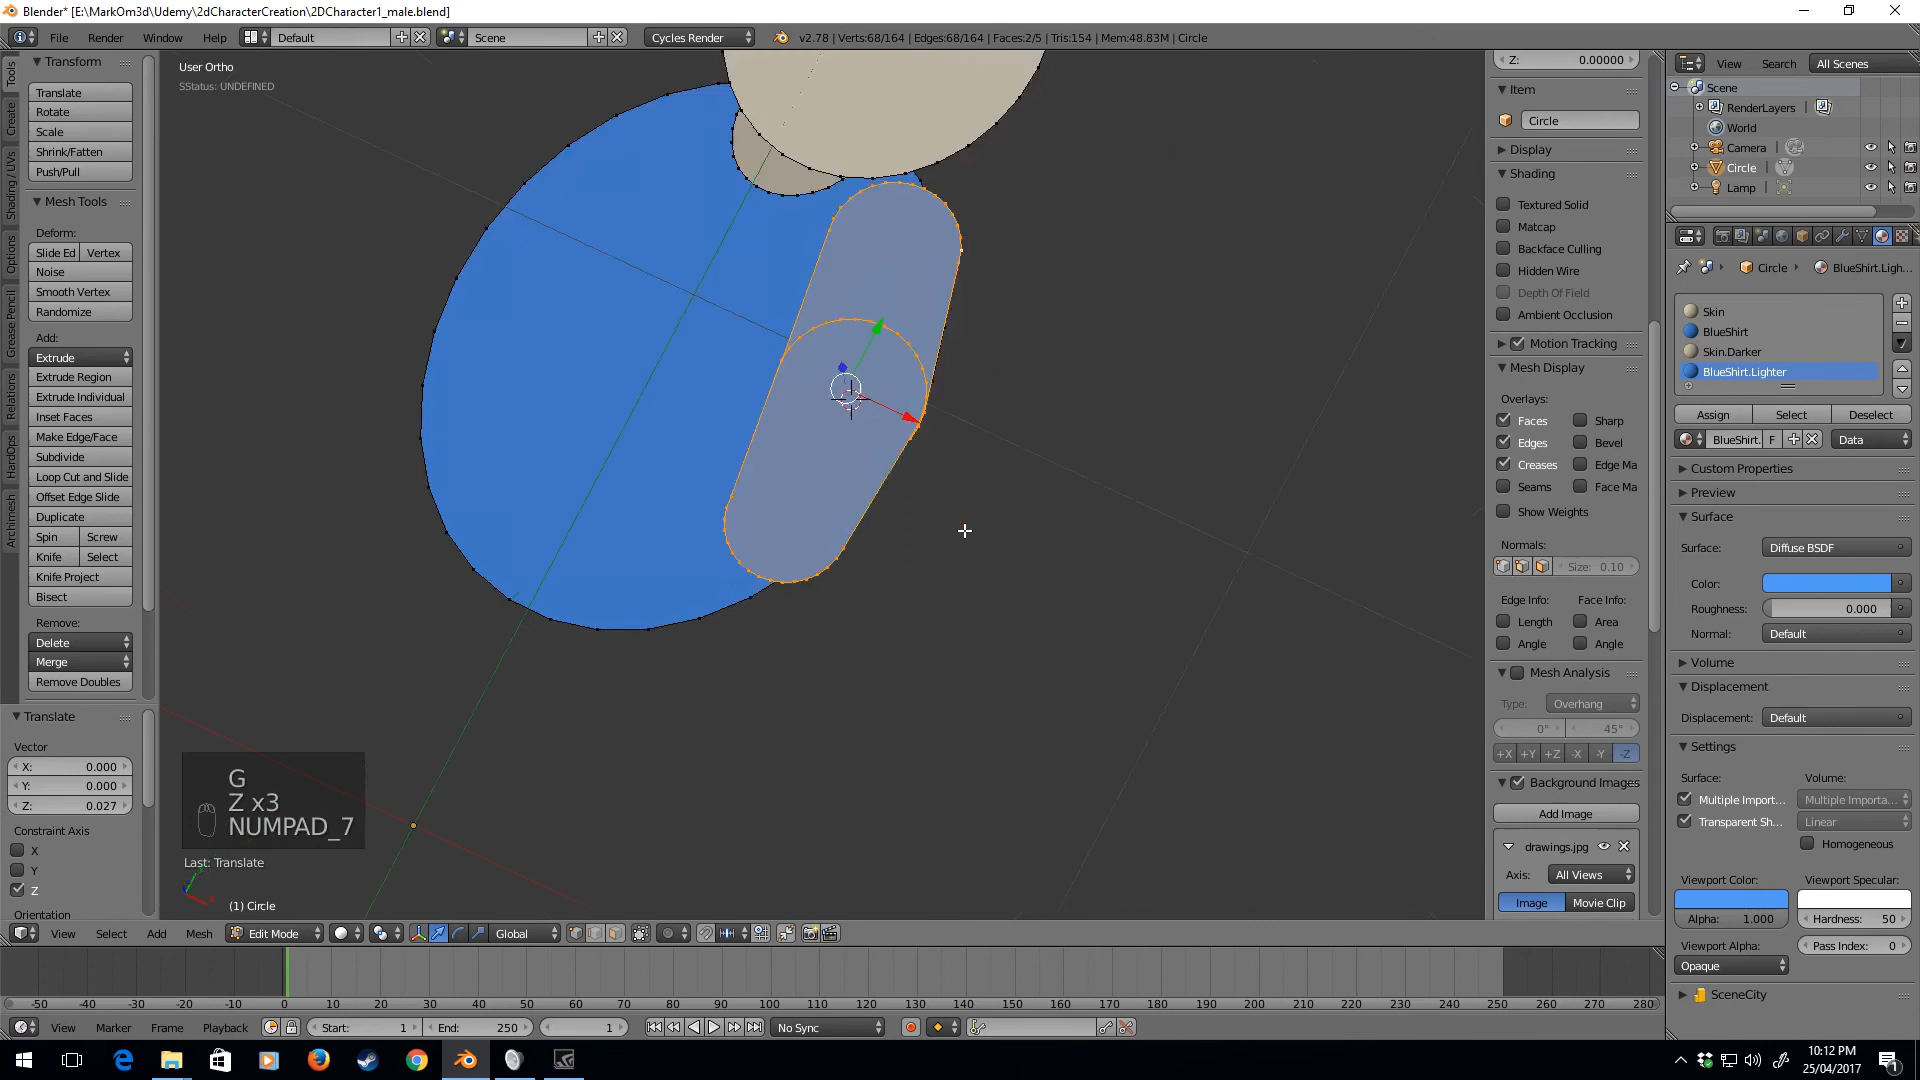 Blender* [E:\MarkOm3d\Udemy\2dCharacterCreation\2DCharacter1_male.blend]
File Render Window Help Default Scene Cycles Render v2.78 | Verts:68/164 | Edges:68/164 | Faces:2/5 | Tris:154 | Mem:48.83M | Circle
User Ortho
SStatus: UNDEFINED
Tools
Create
Shading / UVs
Options
Grease Pencil
Relations
HardOps
Archimesh
Transform
Translate
Rotate
Scale
Shrink/Fatten
Push/Pull
Mesh Tools
Deform:
Slide Ed Vertex
Noise
Smooth Vertex
Randomize
Add:
Extrude
Extrude Region
Extrude Individual
Inset Faces
Make Edge/Face
Subdivide
Loop Cut and Slide
Offset Edge Slide
Duplicate
Spin Screw
Knife Select
Knife Project
Bisect
Remove:
Delete
Merge
Remove Doubles
Translate
Vector
X: 0.000
Y: 0.000
Z: 0.027
Constraint Axis
X
Y
Z
Orientation
G
Z x3
NUMPAD_7
Last: Translate
(1) Circle
View Select Add Mesh Edit Mode Global
Z: 0.00000
Item
Circle
Display
Shading
Textured Solid
Matcap
Backface Culling
Hidden Wire
Depth Of Field
Ambient Occlusion
Motion Tracking
Mesh Display
Overlays:
Faces Sharp
Edges Bevel
Creases Edge Ma
Seams Face Ma
Show Weights
Normals:
Size: 0.10
Edge Info: Face Info:
Length Area
Angle Angle
Mesh Analysis
Type: Overhang
0° 45°
+X +Y +Z -X -Y -Z
Background Images
Add Image
drawings.jpg
Axis: All Views
Image Movie Clip
View Search All Scenes
Scene
RenderLayers
World
Camera
Circle
Lamp
Circle BlueShirt.Ligh...
Skin
BlueShirt
Skin.Darker
BlueShirt.Lighter
Assign Select Deselect
BlueShirt. F Data
Custom Properties
Preview
Surface
Surface: Diffuse BSDF
Color:
Roughness: 0.000
Normal: Default
Volume
Displacement
Displacement: Default
Settings
Surface: Volume:
Multiple Import... Multiple Importa...
Transparent Sh... Linear
Homogeneous
Viewport Color: Viewport Specular:
Alpha: 1.000 Hardness: 50
Viewport Alpha: Pass Index: 0
Opaque
SceneCity
-50 -40 -30 -20 -10 0 10 20 30 40 50 60 70 80 90 100 110 120 130 140 150 160 170 180 190 200 210 220 230 240 250 260 270 280
View Marker Frame Playback Start: 1 End: 250 1 No Sync
10:12 PM
25/04/2017
1